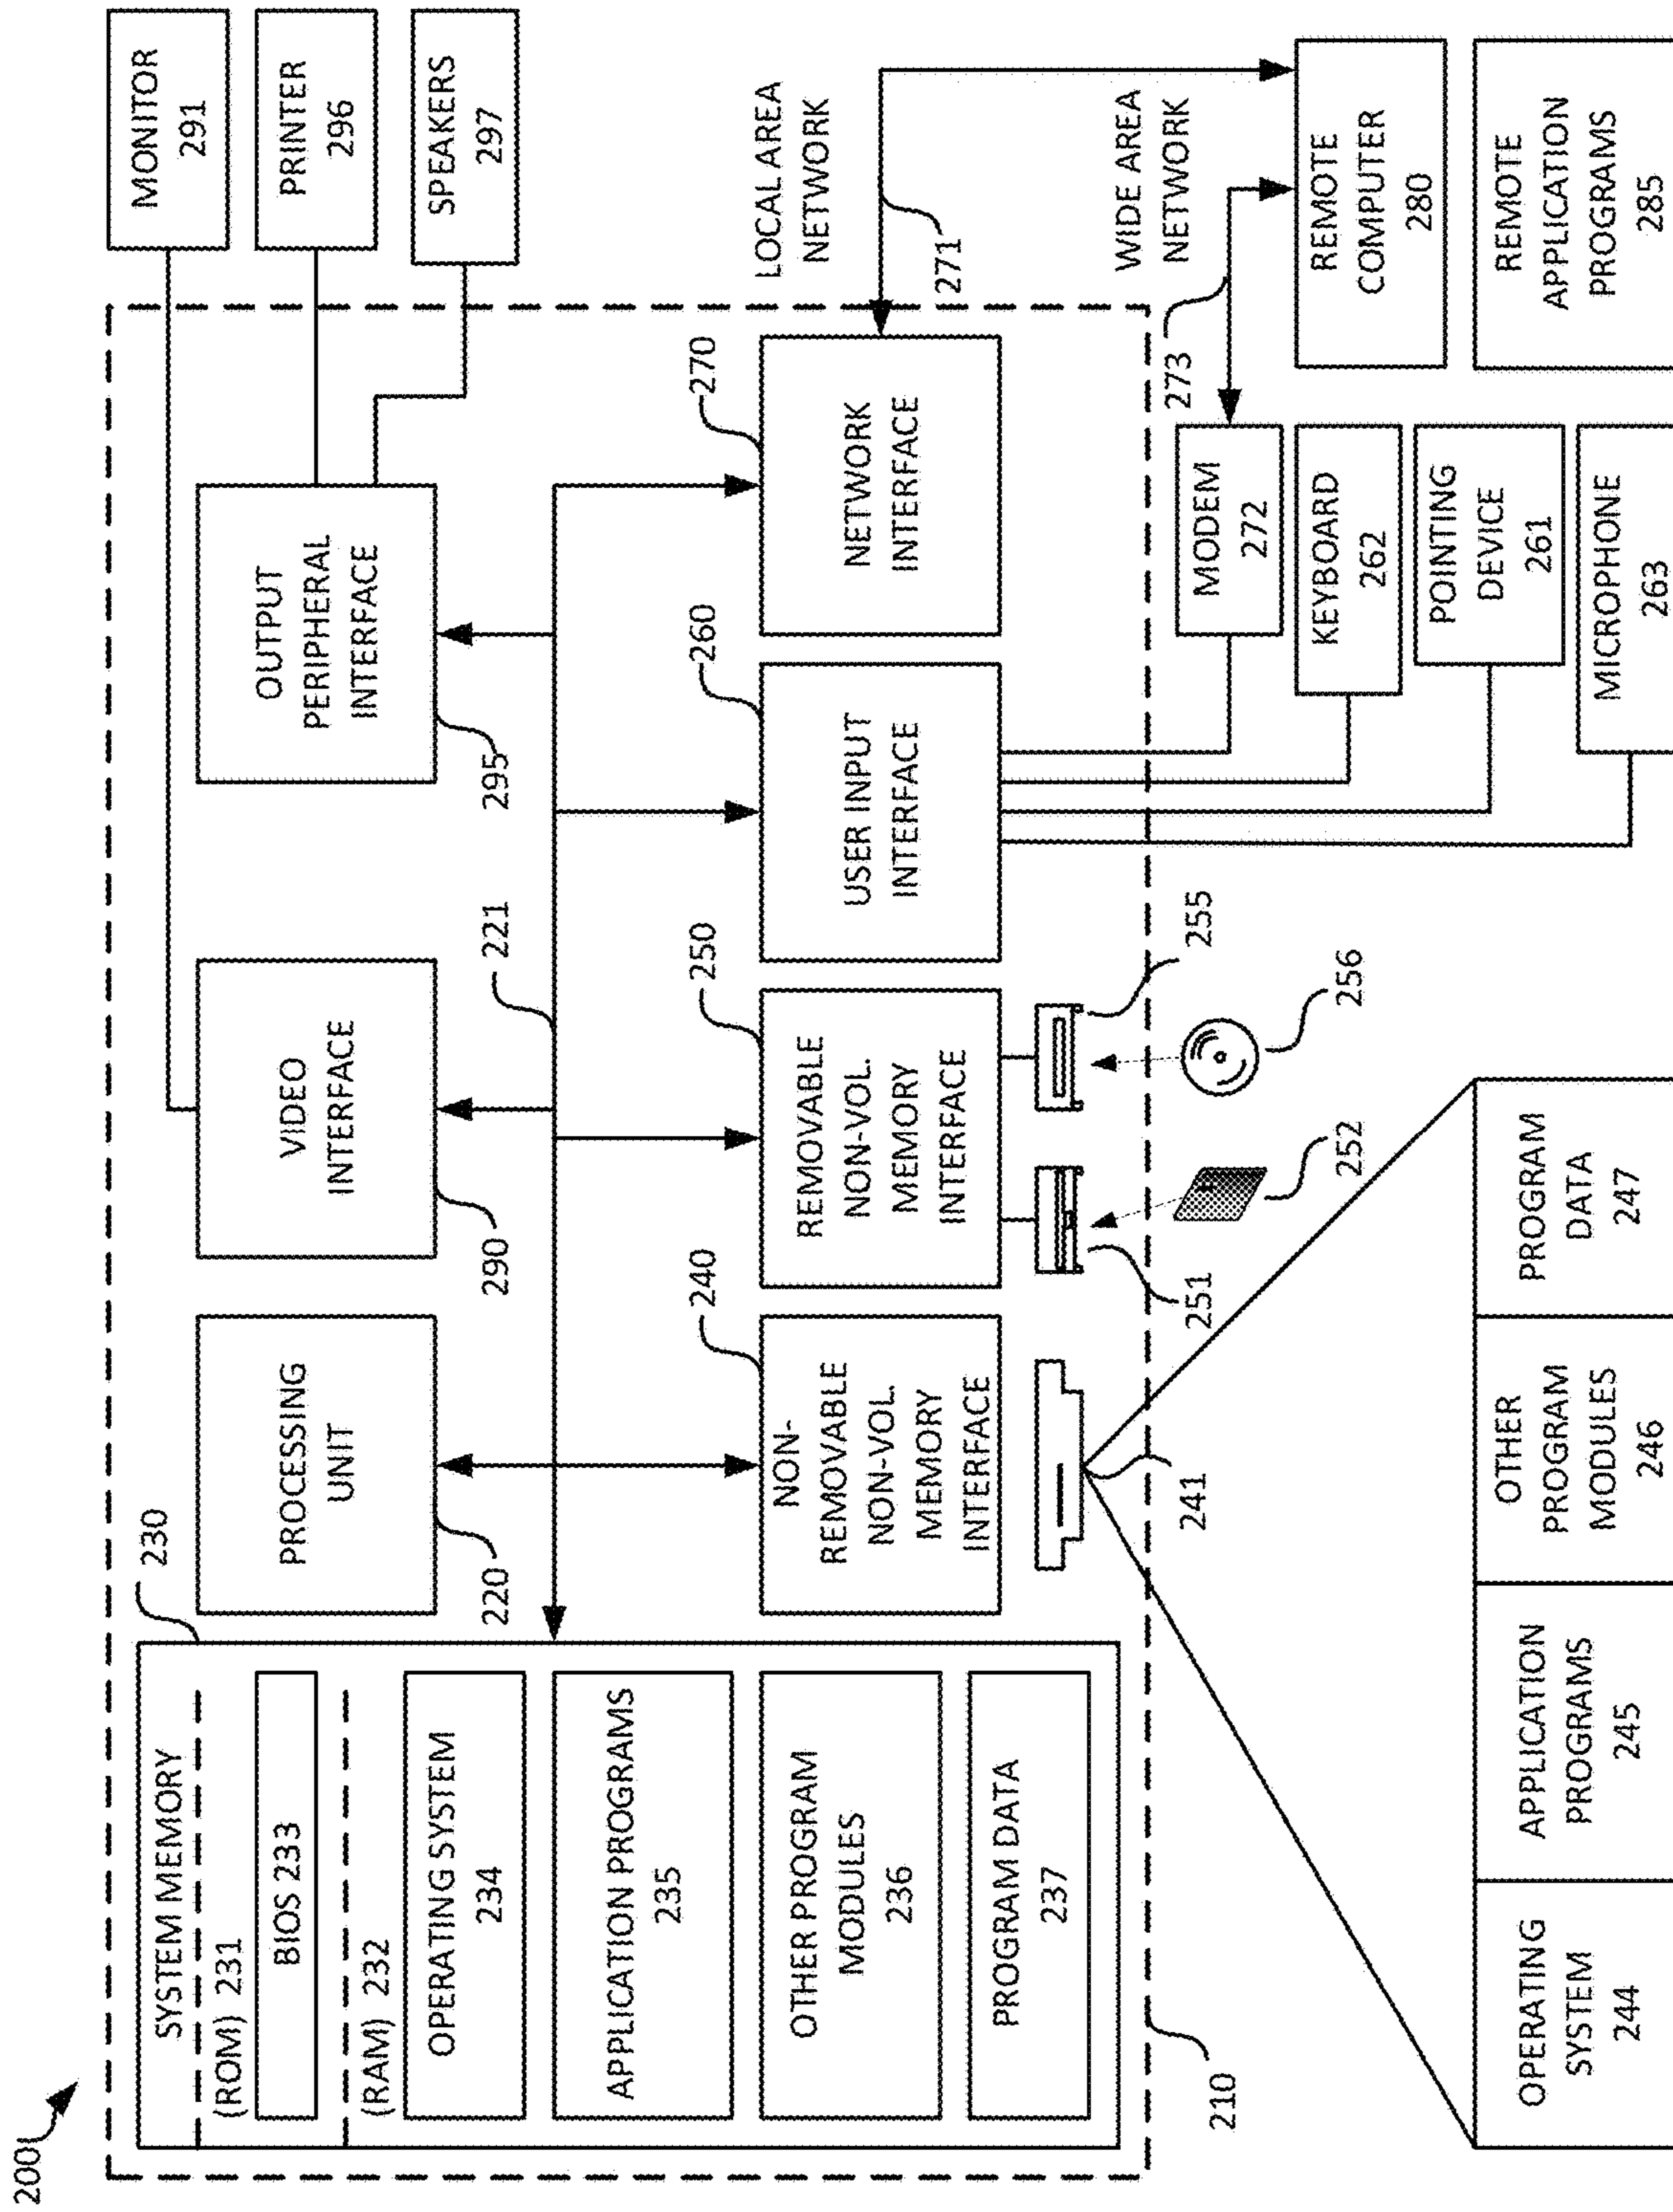 200
SYSTEM MEMORY
230
(ROM) 231
BIOS 233
(RAM) 232
OPERATING SYSTEM
234
APPLICATION PROGRAMS
235
OTHER PROGRAM
MODULES
236
PROGRAM DATA
237
210
PROCESSING
UNIT
220
VIDEO
INTERFACE
290
221
OUTPUT
PERIPHERAL
INTERFACE
295
MONITOR
291
PRINTER
296
SPEAKERS
297
240
NON-
REMOVABLE
NON-VOL.
MEMORY
INTERFACE
250
REMOVABLE
NON-VOL.
MEMORY
INTERFACE
260
USER INPUT
INTERFACE
270
NETWORK
INTERFACE
LOCAL AREA
NETWORK
271
WIDE AREA
NETWORK
273
241
251
252
255
256
MODEM
272
KEYBOARD
262
POINTING
DEVICE
261
MICROPHONE
263
REMOTE
COMPUTER
280
REMOTE
APPLICATION
PROGRAMS
285
OPERATING
SYSTEM
244
APPLICATION
PROGRAMS
245
OTHER
PROGRAM
MODULES
246
PROGRAM
DATA
247